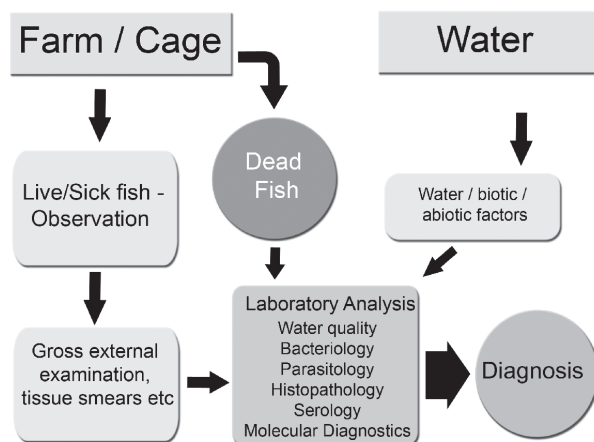 Farm / Cage
Water
Dead
Fish
Live/Sick fish -
Observation
Water / biotic /
abiotic factors
Gross external
examination,
tissue smears etc
Laboratory Analysis
Water quality
Bacteriology
Parasitology
Histopathology
Serology
Molecular Diagnostics
Diagnosis